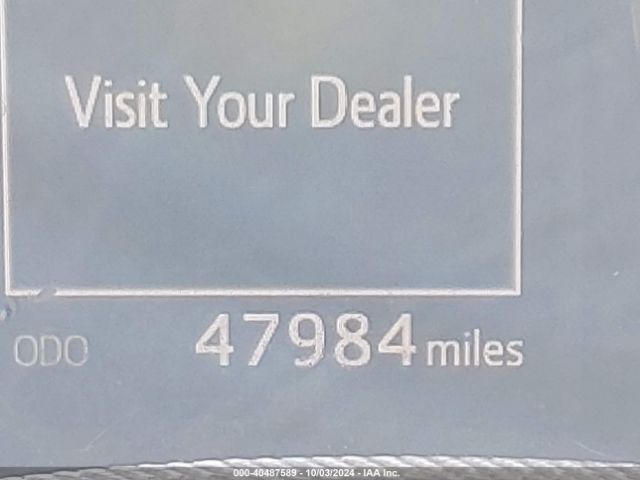 Visit Your Dealer
ODO 47984 miles
000-40487589 - 10/03/2024 - IAA Inc.